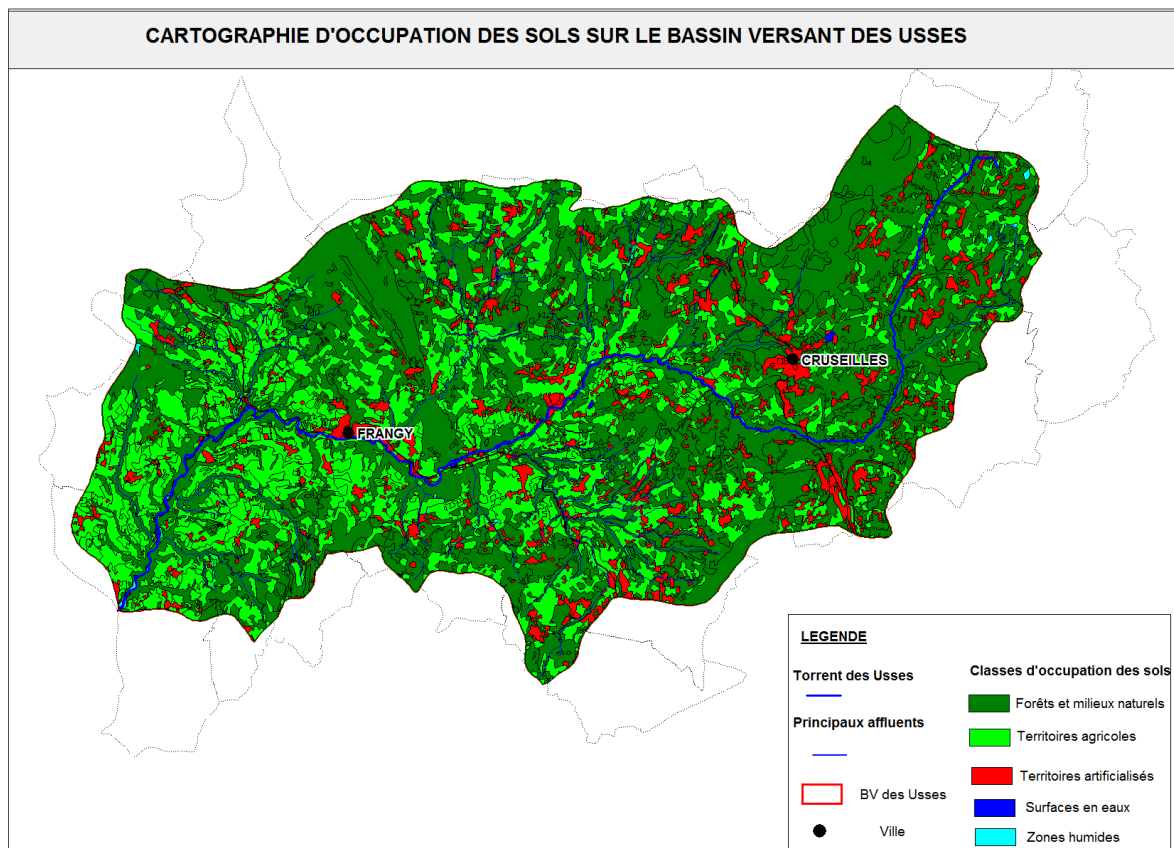 CARTOGRAPHIE D'OCCUPATION DES SOLS SUR LE BASSIN VERSANT DES USSES
CRUSEILLES
FRANGY
LEGENDE
Torrent des Usses
Principaux affluents
BV des Usses
Ville
Classes d'occupation des sols
Forêts et milieux naturels
Territoires agricoles
Territoires artificialisés
Surfaces en eaux
Zones humides